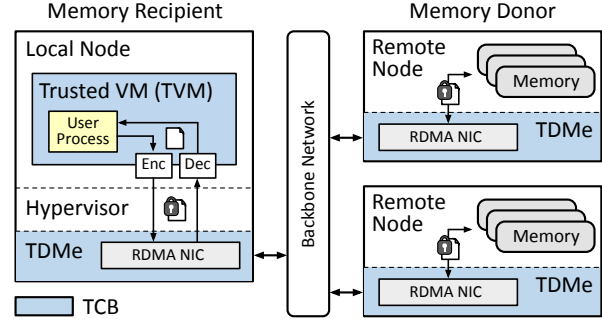 Memory Recipient
Local Node
Trusted VM (TVM)
User
Process
Enc
Dec
Hypervisor
TDMe
RDMA NIC
TCB
Backbone Network
Memory Donor
Remote
Node
Memory
TDMe
RDMA NIC
Remote
Node
Memory
TDMe
RDMA NIC